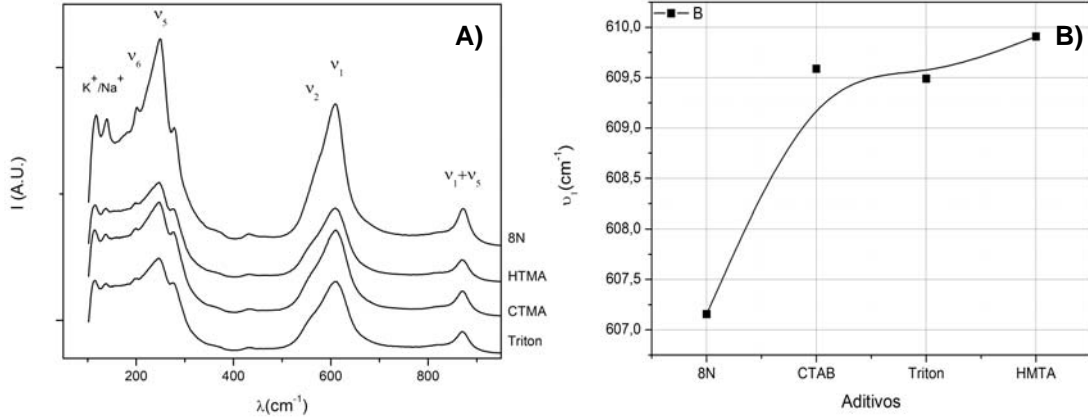 A)
ν5
ν6
K+/Na+
ν1
ν2
ν1+ν5
8N
HTMA
CTMA
Triton
I (A.U.)
200
400
600
800
λ(cm-1)
B)
B
610,0
609,5
609,0
608,5
608,0
607,5
607,0
υ1(cm-1)
8N
CTAB
Triton
HMTA
Aditivos